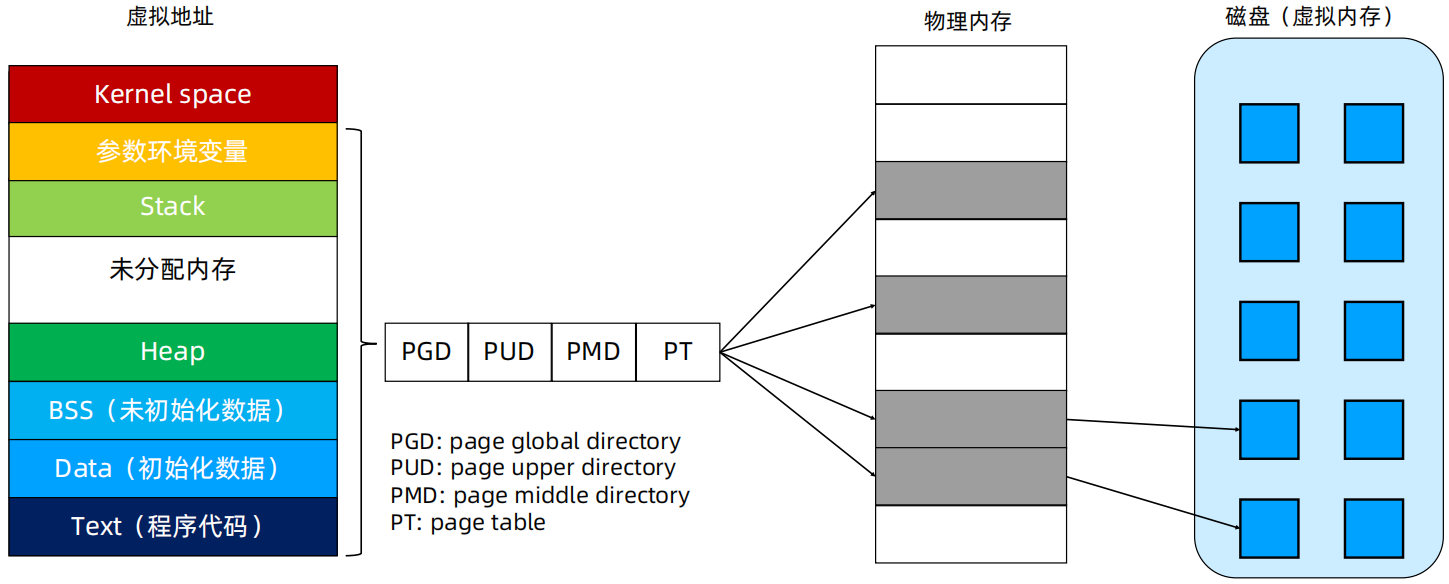 虚拟地址
物理内存
磁盘（虚拟内存）
Kernel space
参数环境变量
Stack
未分配内存
Heap
BSS（未初始化数据）
Data（初始化数据）
Text（程序代码）
PGD PUD PMD PT
PGD: page global directory
PUD: page upper directory
PMD: page middle directory
PT: page table